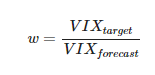 w = VIX_target / VIX_forecast